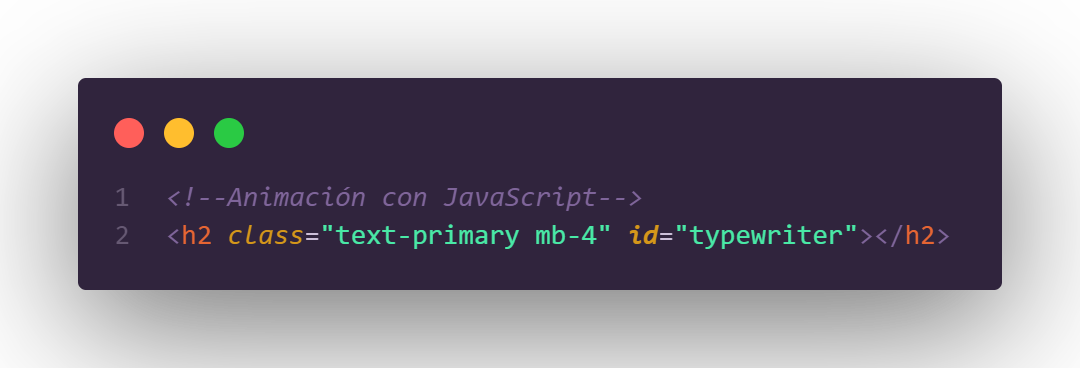 1 <!--Animación con JavaScript-->
2 <h2 class="text-primary mb-4" id="typewriter"></h2>